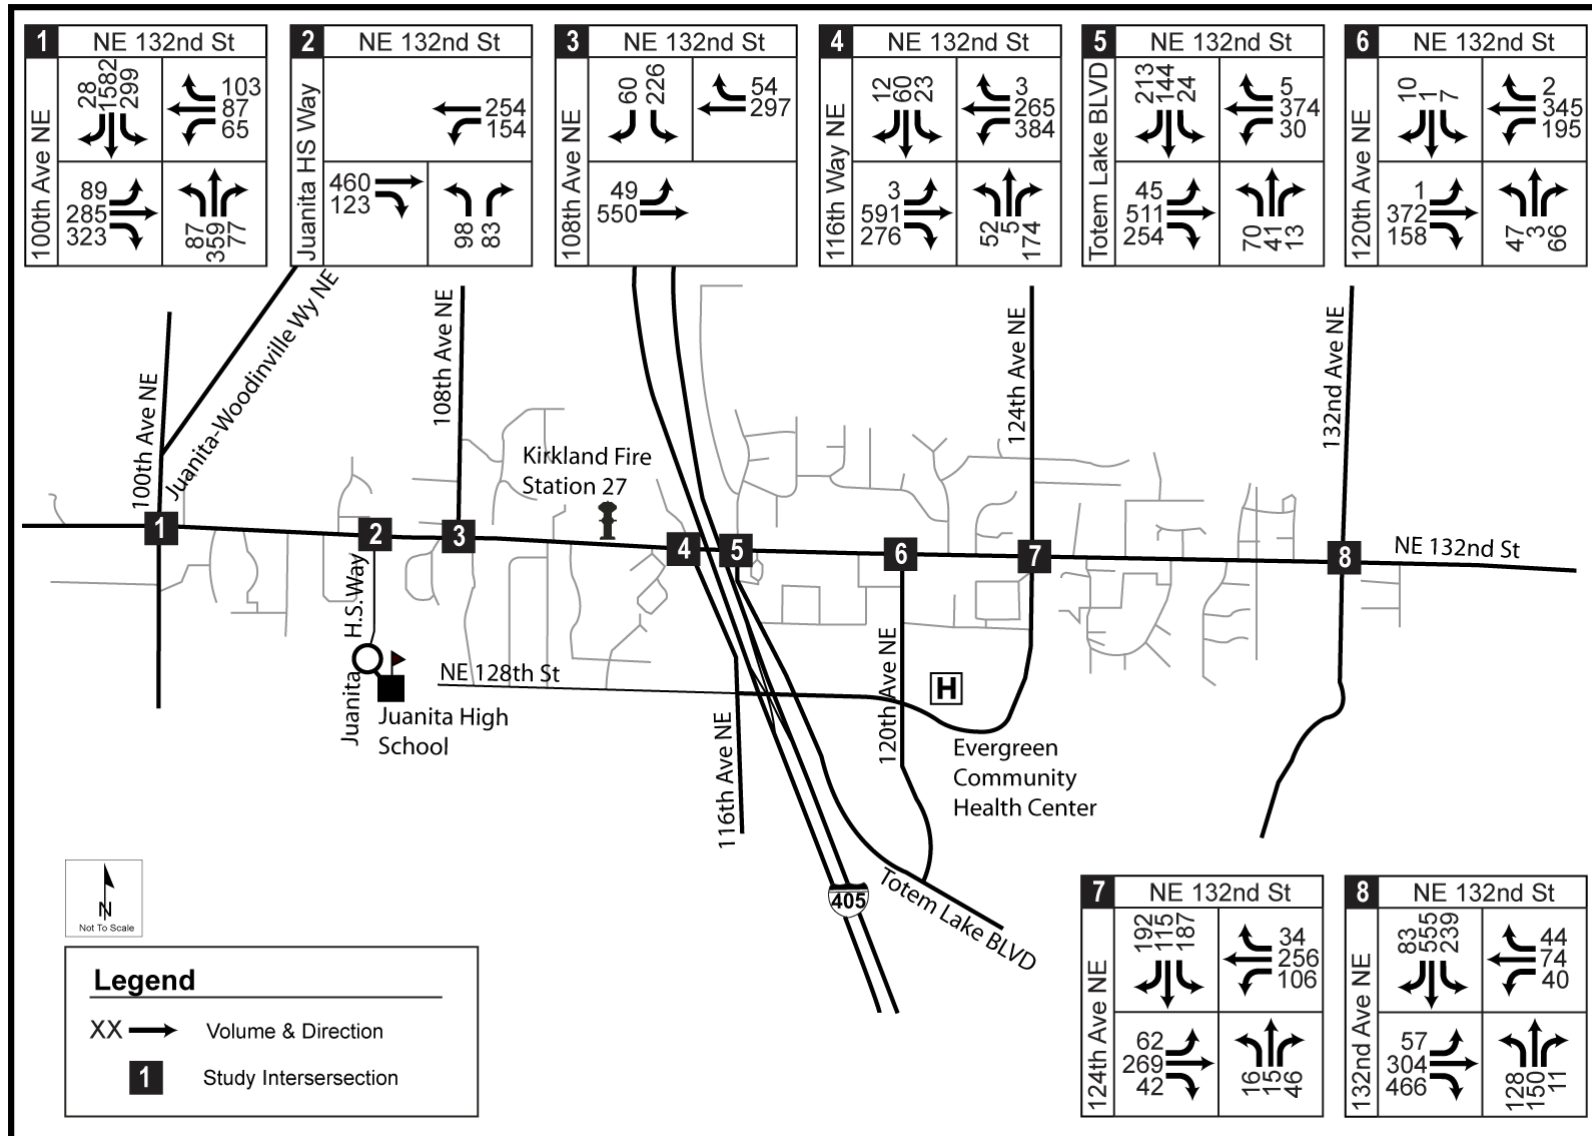 1
NE 132nd St
100th Ave NE
28
1582
299
103
87
65
89
285
323
87
359
77
2
NE 132nd St
Juanita HS Way
254
154
460
123
98
83
3
NE 132nd St
108th Ave NE
60
226
54
297
49
550
4
NE 132nd St
116th Way NE
12
60
23
3
265
384
3
591
276
52
5
174
5
NE 132nd St
Totem Lake BLVD
213
144
24
5
374
30
45
511
254
70
41
13
6
NE 132nd St
120th Ave NE
10
1
7
2
345
195
1
372
158
47
3
66
100th Ave NE
Juanita-Woodinville Wy NE
108th Ave NE
124th Ave NE
132nd Ave NE
Kirkland Fire
Station 27
1
2
3
4
5
6
7
8
NE 132nd St
Juanita H.S. Way
NE 128th St
Juanita High
School
116th Ave NE
120th Ave NE
H
Evergreen
Community
Health Center
405
Totem Lake BLVD
N
Not To Scale
Legend
XX Volume & Direction
1 Study Intersersection
7
NE 132nd St
124th Ave NE
192
115
187
34
256
106
62
269
42
16
15
46
8
NE 132nd St
132nd Ave NE
83
555
239
44
74
40
57
304
466
128
150
11